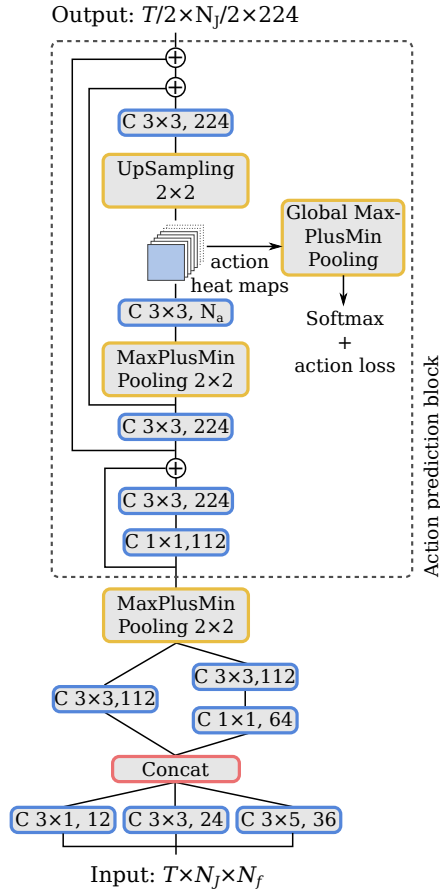 Output: T/2×N_J/2×224
C 3×3, 224
UpSampling
2×2
Global Max-
PlusMin
Pooling
action
heat maps
Softmax
+
action loss
C 3×3, N_a
MaxPlusMin
Pooling 2×2
C 3×3, 224
C 3×3, 224
C 1×1,112
Action prediction block
MaxPlusMin
Pooling 2×2
C 3×3,112
C 3×3,112
C 1×1, 64
Concat
C 3×1, 12
C 3×3, 24
C 3×5, 36
Input: T×N_J×N_f